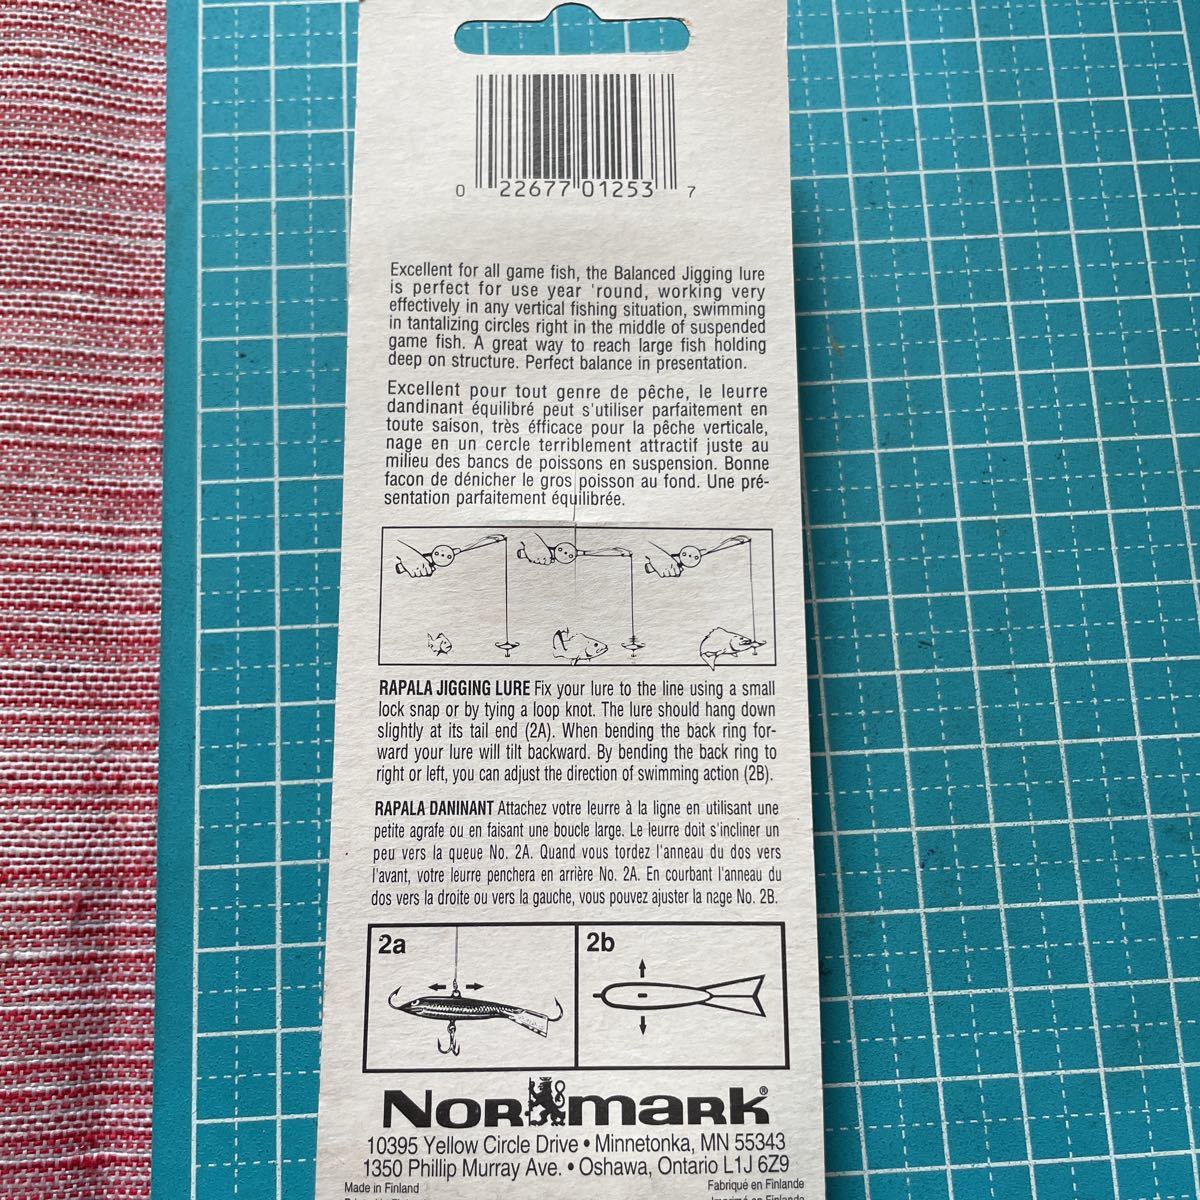 0 22677 01253 7
Excellent for all game fish, the Balanced Jigging lure
is perfect for use year 'round, working very
effectively in any vertical fishing situation, swimming
in tantalizing circles right in the middle of suspended
game fish. A great way to reach large fish holding
deep on structure. Perfect balance in presentation.
Excellent pour tout genre de pêche, le leurre
dandinant équilibré peut s'utiliser parfaitement en
toute saison, très éfficace pour la pêche verticale,
nage en un cercle terriblement attractif juste au
milieu des bancs de poissons en suspension. Bonne
facon de dénicher le gros poisson au fond. Une pré-
sentation parfaitement équilibrée.
RAPALA JIGGING LURE Fix your lure to the line using a small
lock snap or by tying a loop knot. The lure should hang down
slightly at its tail end (2A). When bending the back ring for-
ward your lure will tilt backward. By bending the back ring to
right or left, you can adjust the direction of swimming action (2B).
RAPALA DANINANT Attachez votre leurre à la ligne en utilisant une
petite agrafe ou en faisant une boucle large. Le leurre doit s'incliner un
peu vers la queue No. 2A. Quand vous tordez l'anneau du dos vers
l'avant, votre leurre penchera en arrière No. 2A. En courbant l'anneau du
dos vers la droite ou vers la gauche, vous pouvez ajuster la nage No. 2B.
2a 2b
NORMARK®
10395 Yellow Circle Drive • Minnetonka, MN 55343
1350 Phillip Murray Ave. • Oshawa, Ontario L1J 6Z9
Made in Finland Fabriqué en Finlande